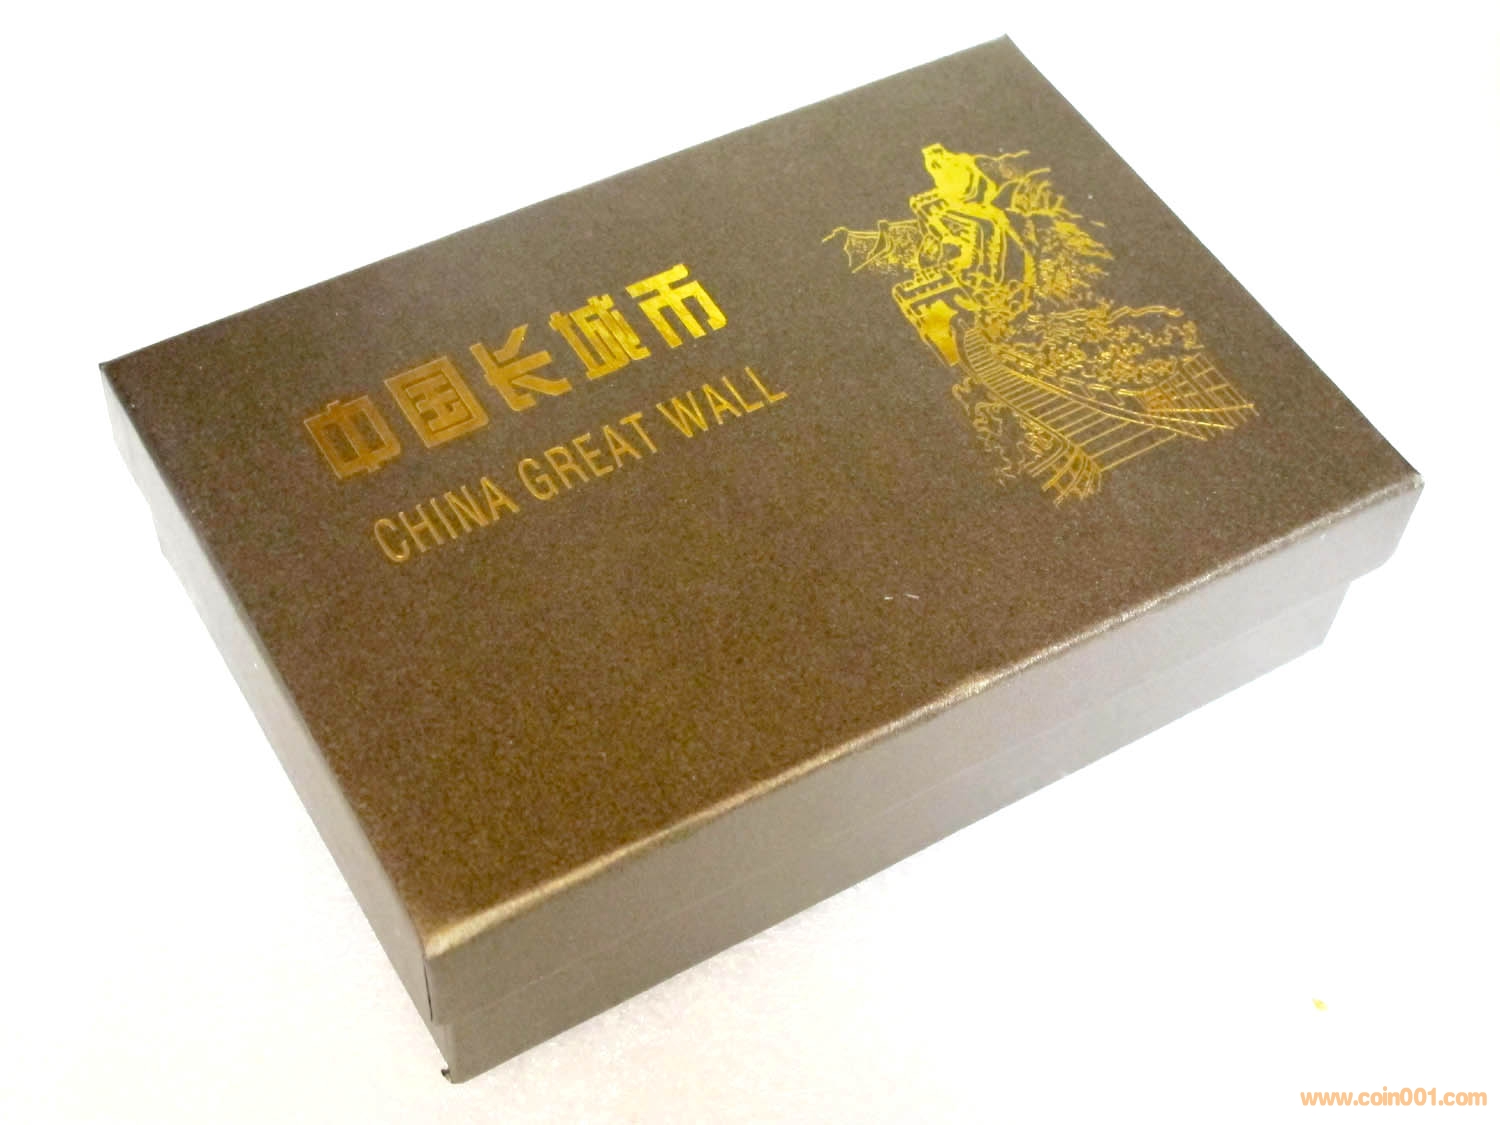 中国长城币
CHINA GREAT WALL
www.coin001.com